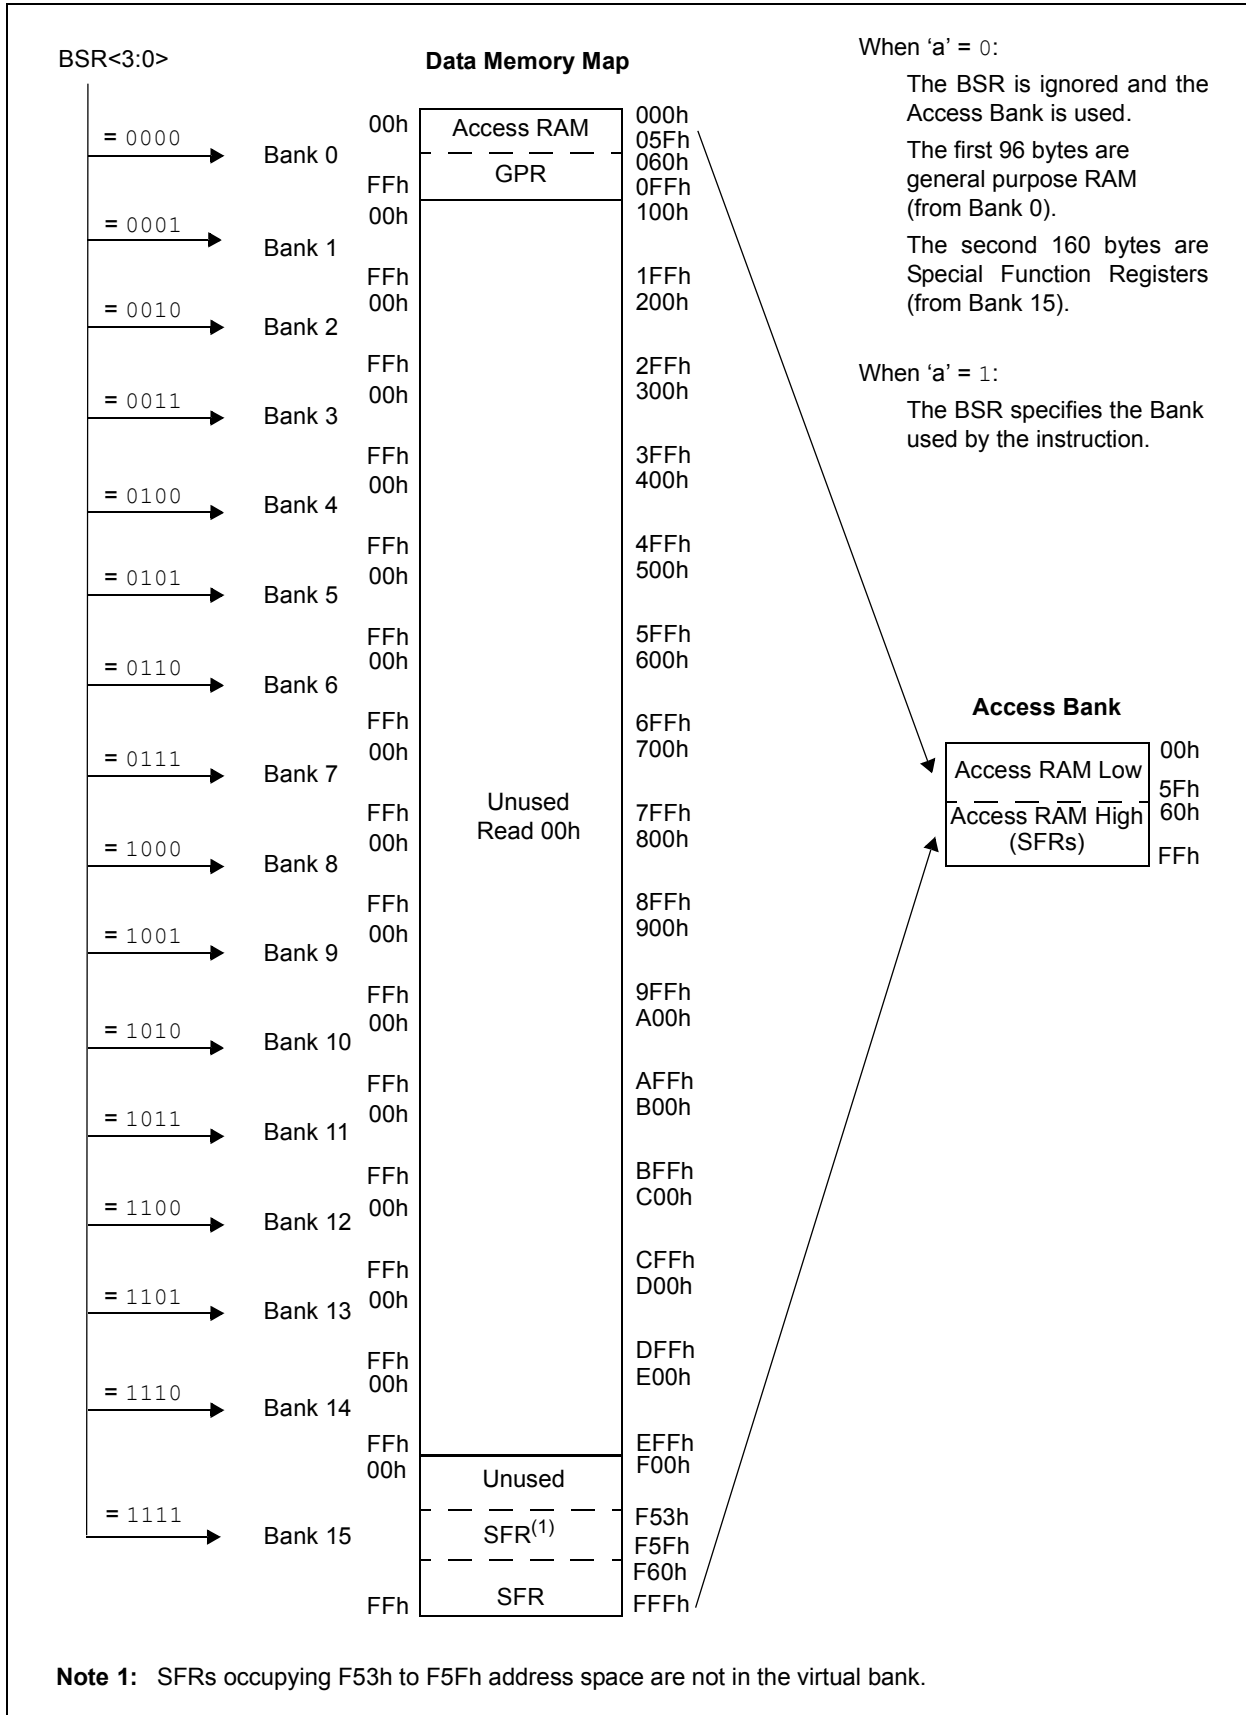 BSR<3:0>
Data Memory Map
When ‘a’ = 0:
The BSR is ignored and the
Access Bank is used.
The first 96 bytes are
general purpose RAM
(from Bank 0).
The second 160 bytes are
Special Function Registers
(from Bank 15).
When ‘a’ = 1:
The BSR specifies the Bank
used by the instruction.
= 0000
Bank 0
00h
Access RAM
000h
05Fh
060h
GPR
FFh
0FFh
= 0001
Bank 1
00h
100h
FFh
1FFh
= 0010
Bank 2
00h
200h
FFh
2FFh
= 0011
Bank 3
00h
300h
FFh
3FFh
= 0100
Bank 4
00h
400h
FFh
4FFh
= 0101
Bank 5
00h
500h
FFh
5FFh
= 0110
Bank 6
00h
600h
FFh
6FFh
= 0111
Bank 7
00h
700h
FFh
7FFh
Unused
Read 00h
= 1000
Bank 8
00h
800h
FFh
8FFh
= 1001
Bank 9
00h
900h
FFh
9FFh
= 1010
Bank 10
00h
A00h
FFh
AFFh
= 1011
Bank 11
00h
B00h
FFh
BFFh
= 1100
Bank 12
00h
C00h
FFh
CFFh
= 1101
Bank 13
00h
D00h
FFh
DFFh
= 1110
Bank 14
00h
E00h
FFh
EFFh
= 1111
Bank 15
00h
F00h
Unused
F53h
SFR(1)
F5Fh
F60h
SFR
FFh
FFFh
Access Bank
Access RAM Low
00h
5Fh
60h
Access RAM High
(SFRs)
FFh
Note 1: SFRs occupying F53h to F5Fh address space are not in the virtual bank.